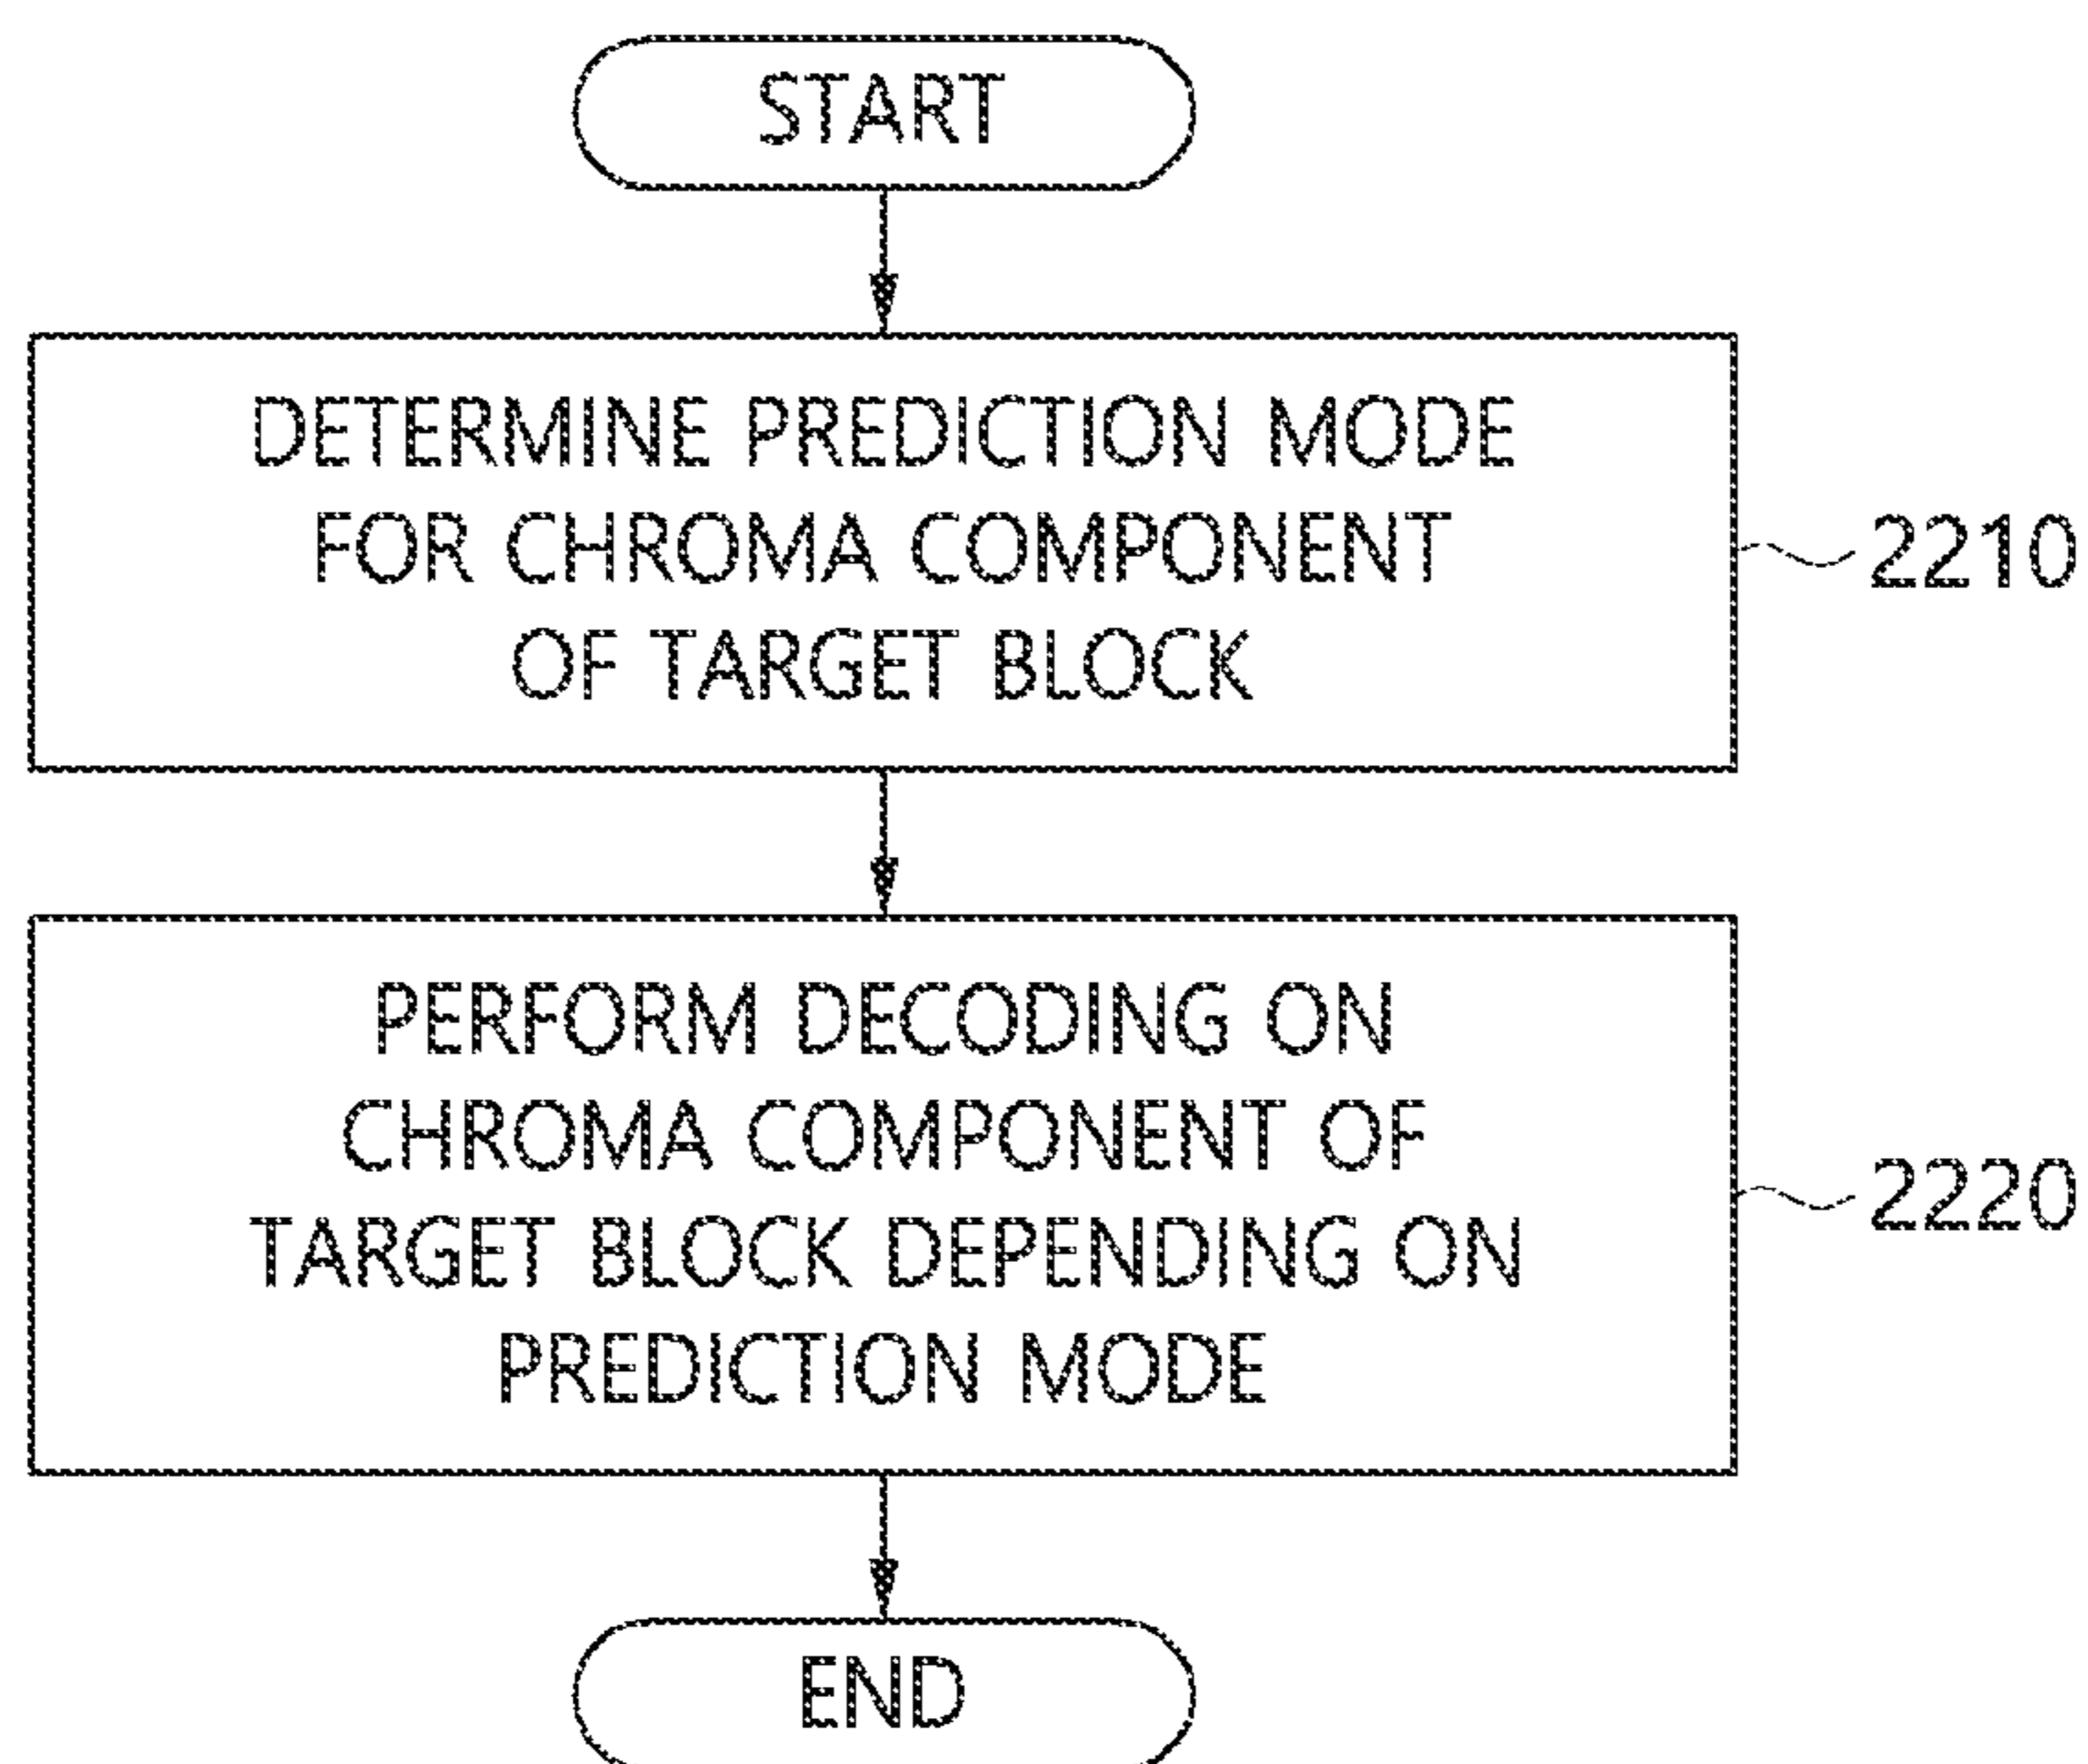 START
DETERMINE PREDICTION MODE
FOR CHROMA COMPONENT
OF TARGET BLOCK
2210
PERFORM DECODING ON
CHROMA COMPONENT OF
TARGET BLOCK DEPENDING ON
PREDICTION MODE
2220
END